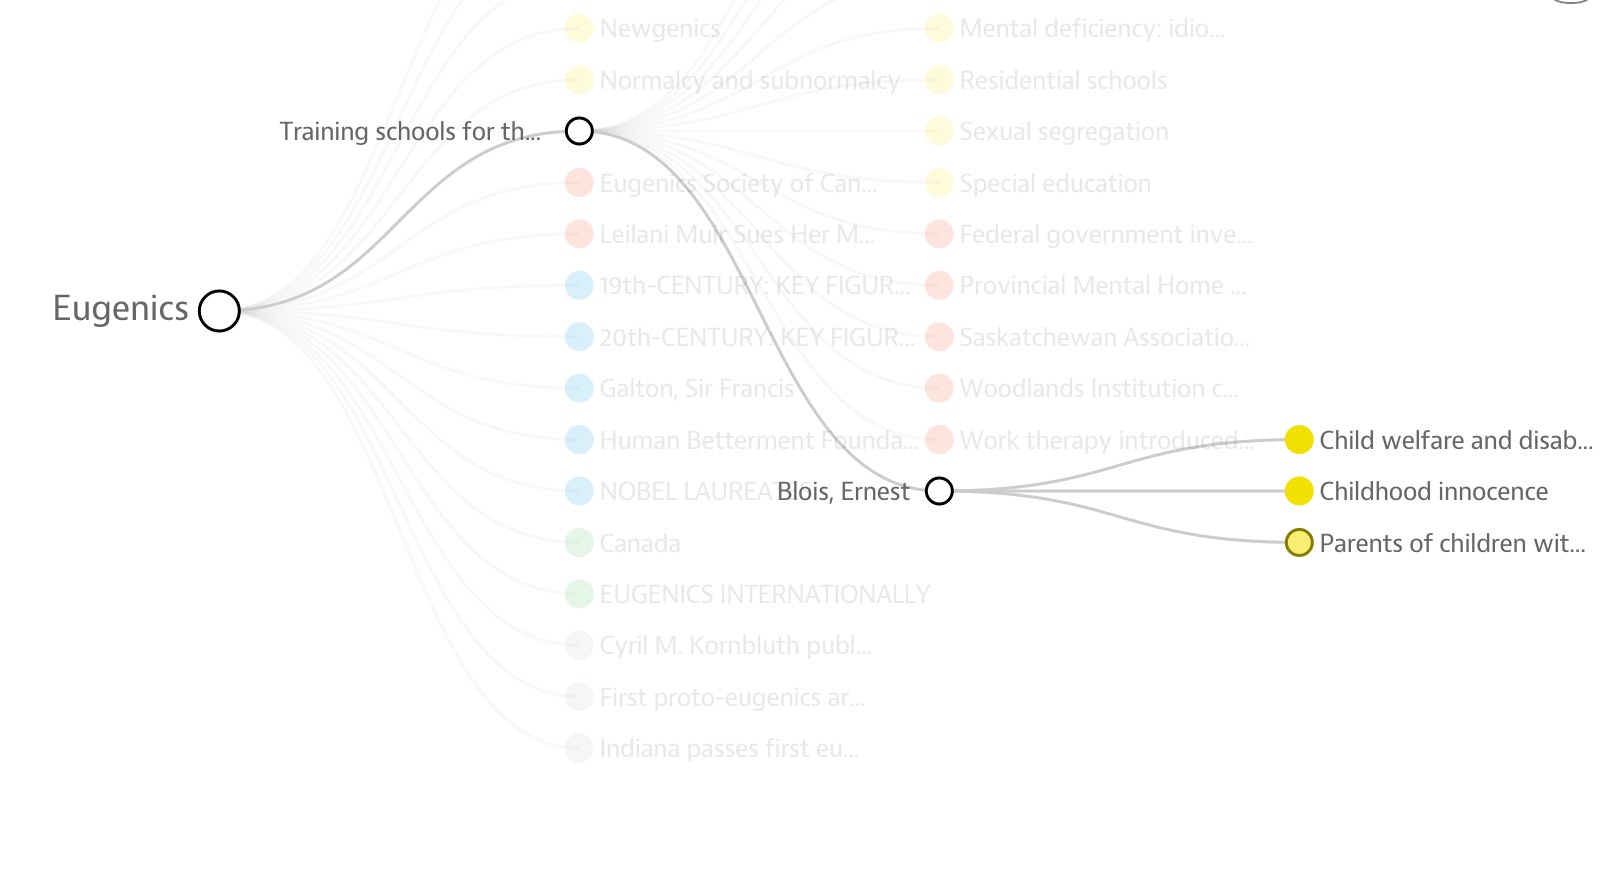 Newgenics
Mental deficiency: idio...
Normalcy and subnormalcy
Residential schools
Training schools for th...
Sexual segregation
Eugenics Society of Can...
Special education
Leilani Muir Sues Her M...
Federal government inve...
19th-CENTURY: KEY FIGUR...
Provincial Mental Home ...
Eugenics
20th-CENTURY: KEY FIGUR...
Saskatchewan Associatio...
Galton, Sir Francis
Woodlands Institution c...
Human Betterment Founda...
Work therapy introduced...
Child welfare and disab...
NOBEL
Blois, Ernest
Childhood innocence
Canada
Parents of children wit...
EUGENICS INTERNATIONALLY
Cyril M. Kornbluth publ...
First proto-eugenics ar...
Indiana passes first eu...